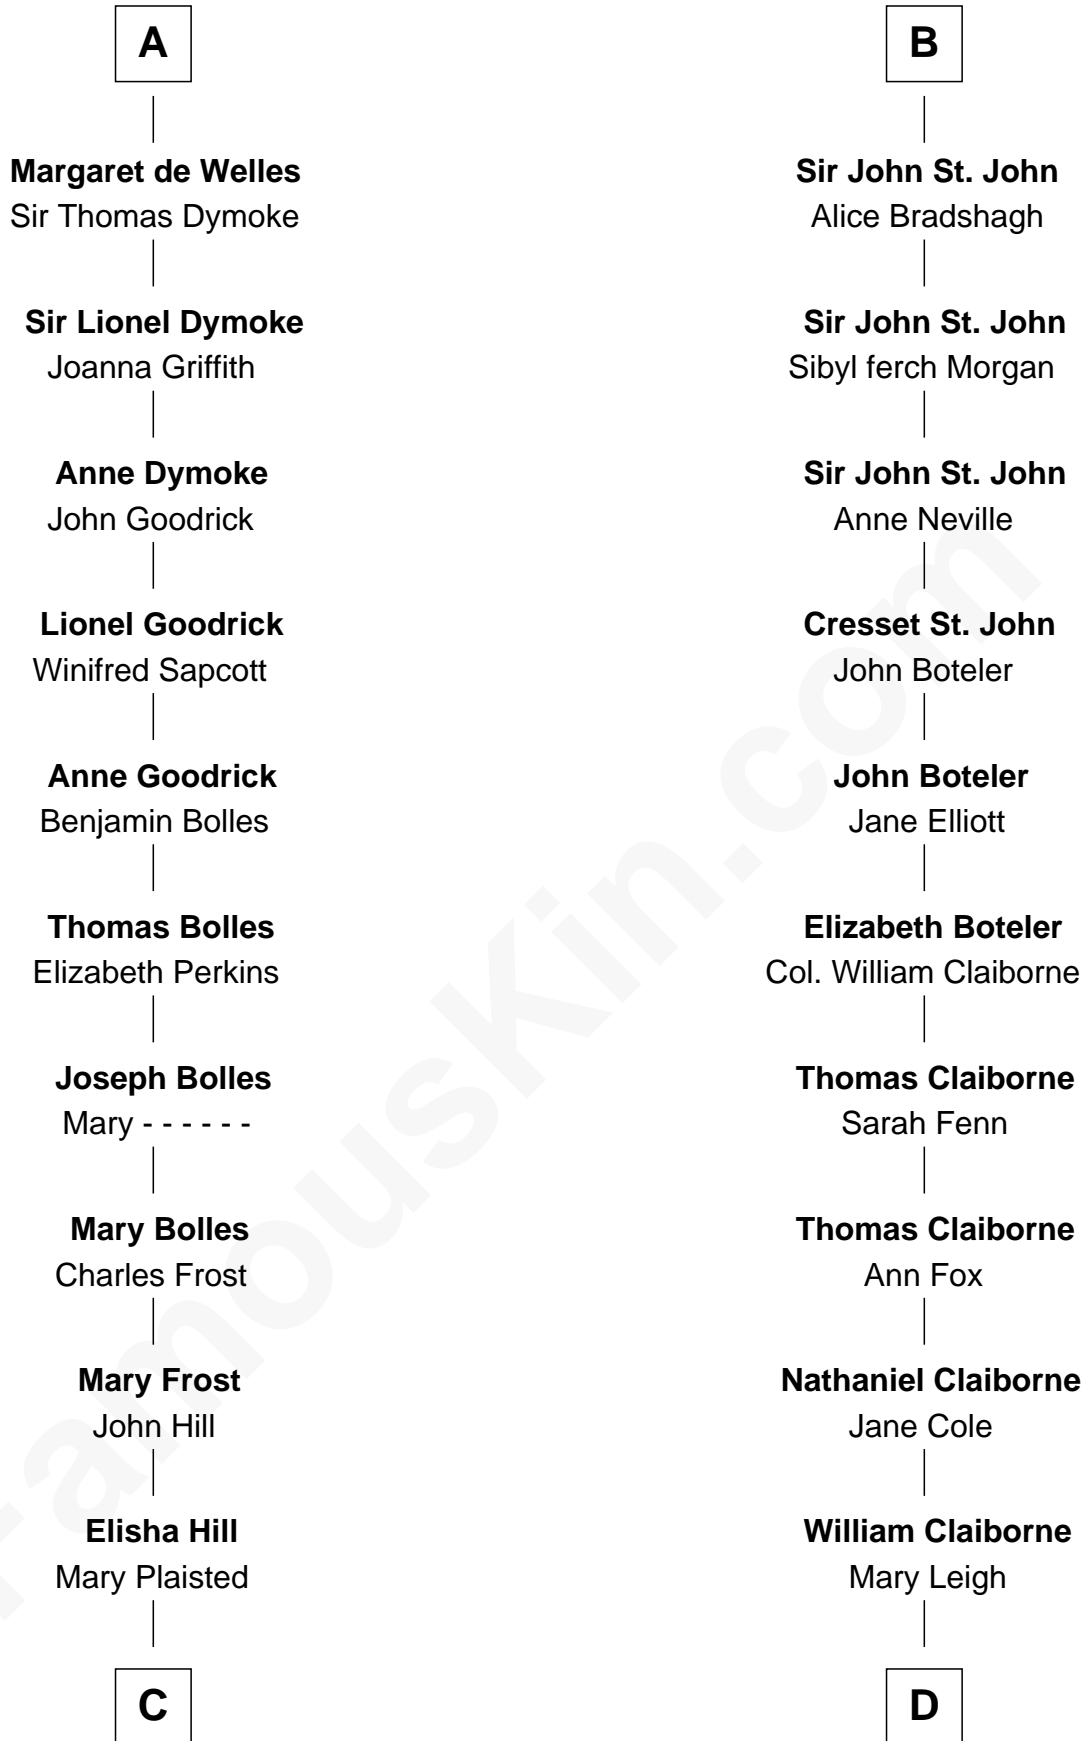 A
Margaret de Welles
Sir Thomas Dymoke
Sir Lionel Dymoke
Joanna Griffith
Anne Dymoke
John Goodrick
Lionel Goodrick
Winifred Sapcott
Anne Goodrick
Benjamin Bolles
Thomas Bolles
Elizabeth Perkins
Joseph Bolles
Mary - - - - - -
Mary Bolles
Charles Frost
Mary Frost
John Hill
Elisha Hill
Mary Plaisted
C
B
Sir John St. John
Alice Bradshagh
Sir John St. John
Sibyl ferch Morgan
Sir John St. John
Anne Neville
Cresset St. John
John Boteler
John Boteler
Jane Elliott
Elizabeth Boteler
Col. William Claiborne
Thomas Claiborne
Sarah Fenn
Thomas Claiborne
Ann Fox
Nathaniel Claiborne
Jane Cole
William Claiborne
Mary Leigh
D
FamousKin.com